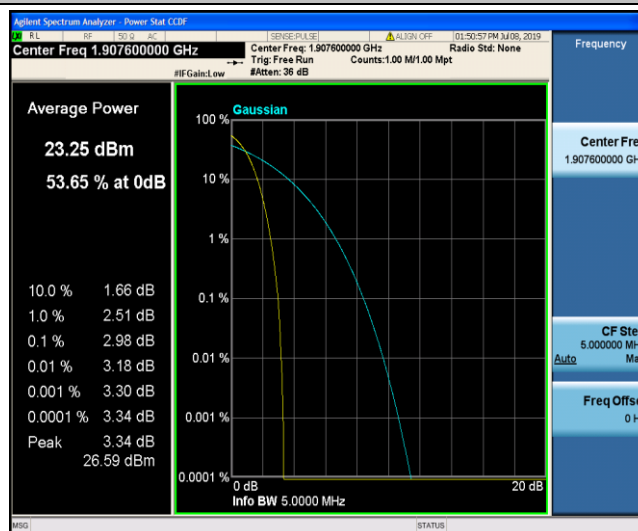 Agilent Spectrum Analyzer - Power Stat CCDF
RL RF 50 Ω AC SENSE:PULSE ALIGN OFF 01:50:57 PM Jul 08, 2019
Center Freq 1.907600000 GHz
Center Freq: 1.907600000 GHz Radio Std: None
Trig: Free Run Counts:1.00 M/1.00 Mpt
#IFGain:Low #Atten: 36 dB
Frequency
Average Power
23.25 dBm
53.65 % at 0dB
10.0 % 1.66 dB
1.0 % 2.51 dB
0.1 % 2.98 dB
0.01 % 3.18 dB
0.001 % 3.30 dB
0.0001 % 3.34 dB
Peak 3.34 dB
26.59 dBm
Gaussian
100 %
10 %
1 %
0.1 %
0.01 %
0.001 %
0.0001 %
0 dB 20 dB
Info BW 5.0000 MHz
Center Fre
1.907600000 GH
CF Ste
5.000000 MH
Auto Ma
Freq Offs
0 H
MSG STATUS